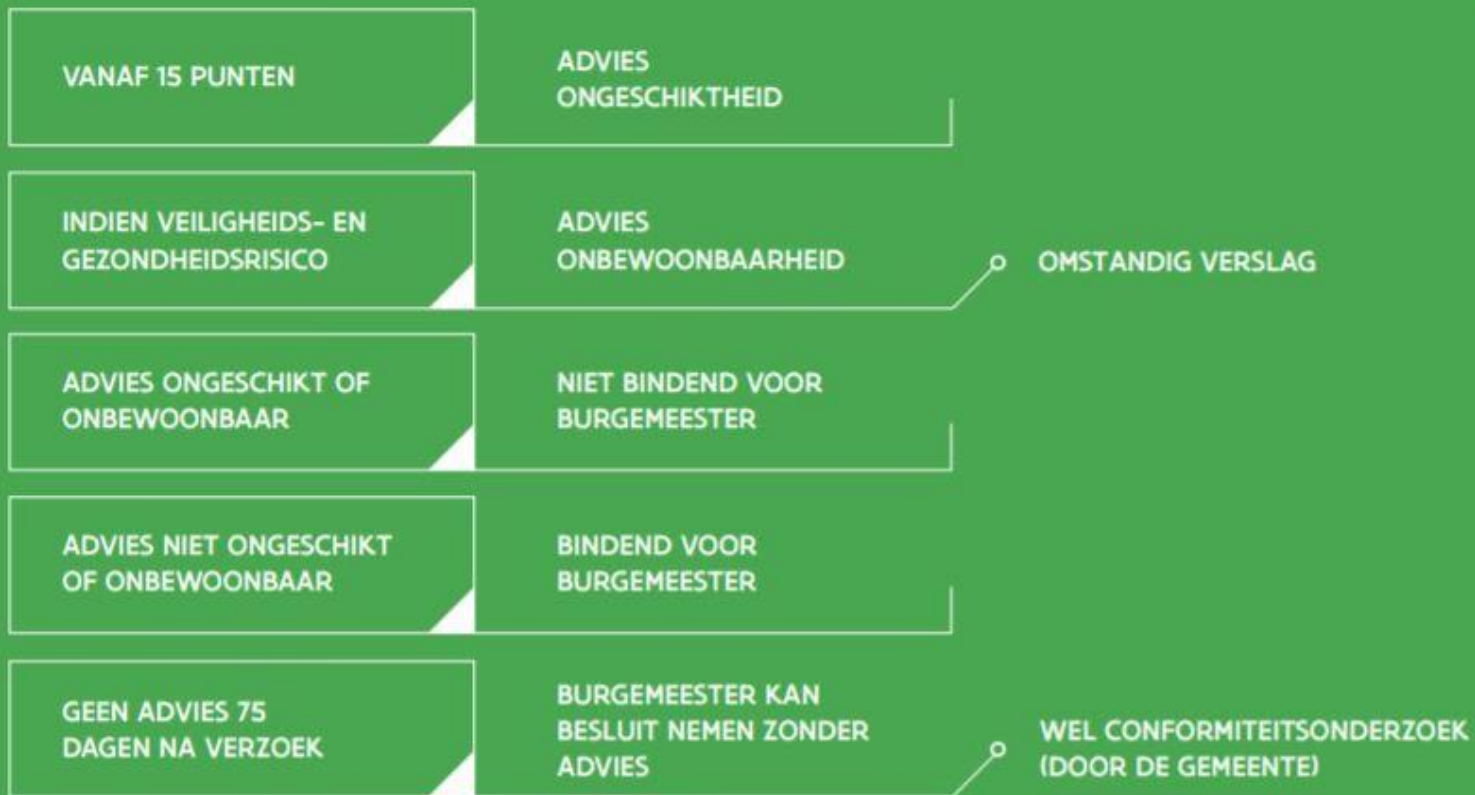 VANAF 15 PUNTEN
ADVIES
ONGESCHIKTHEID
INDIEN VEILIGHEIDS- EN
GEZONDHEIDSRISICO
ADVIES
ONBEWOONBAARHEID
OMSTANDIG VERSLAG
ADVIES ONGESCHIKT OF
ONBEWOONBAAR
NIET BINDEND VOOR
BURGEMEESTER
ADVIES NIET ONGESCHIKT
OF ONBEWOONBAAR
BINDEND VOOR
BURGEMEESTER
GEEN ADVIES 75
DAGEN NA VERZOEK
BURGEMEESTER KAN
BESLUIT NEMEN ZONDER
ADVIES
WEL CONFORMITEITSONDERZOEK
(DOOR DE GEMEENTE)